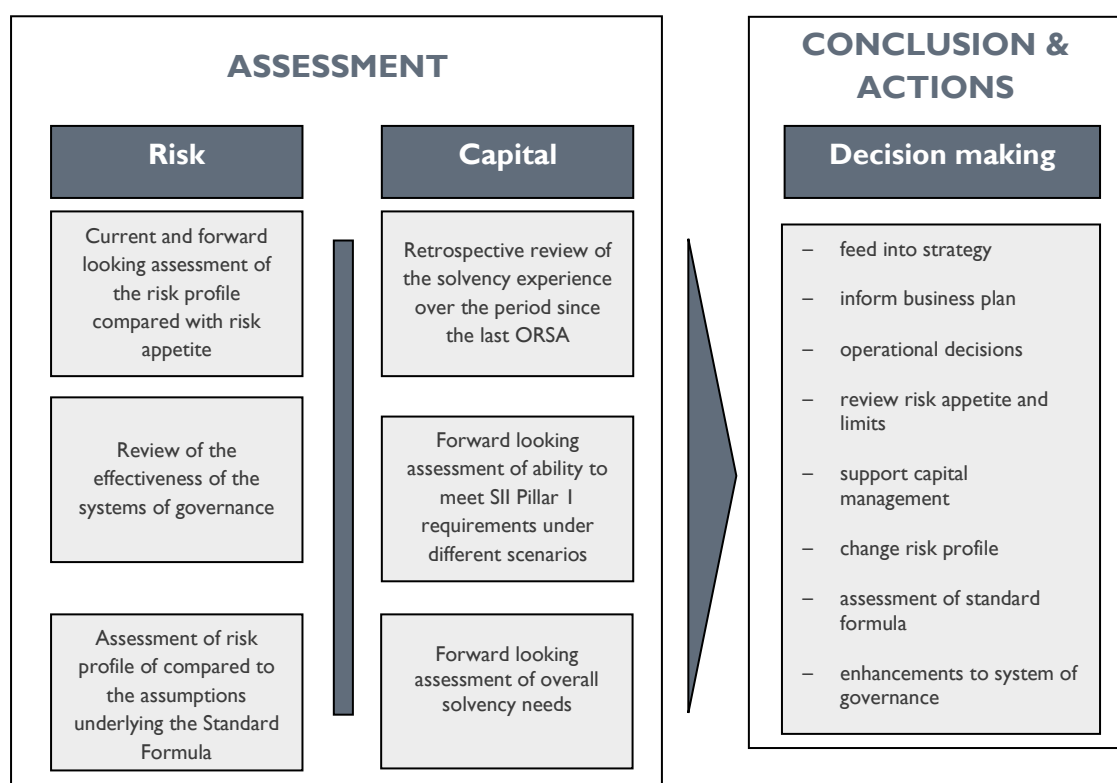 ASSESSMENT
Risk
Current and forward
looking assessment of
the risk profile
compared with risk
appetite
Review of the
effectiveness of the
systems of governance
Assessment of risk
profile of compared to
the assumptions
underlying the Standard
Formula
Capital
Retrospective review of
the solvency experience
over the period since
the last ORSA
Forward looking
assessment of ability to
meet SII Pillar I
requirements under
different scenarios
Forward looking
assessment of overall
solvency needs
CONCLUSION &
ACTIONS
Decision making
– feed into strategy
– inform business plan
– operational decisions
– review risk appetite and
limits
– support capital
management
– change risk profile
– assessment of standard
formula
– enhancements to system of
governance